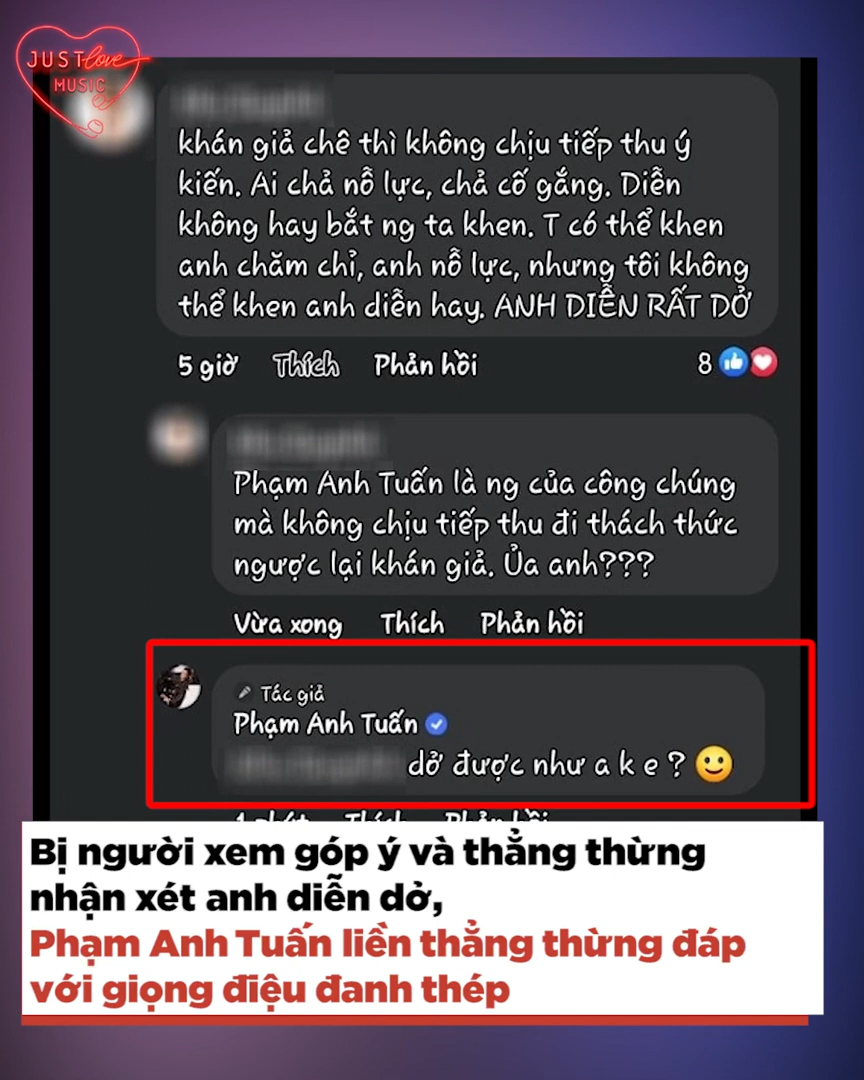 JUST love
MUSIC
khán giả chê thì không chịu tiếp thu ý
kiến. Ai chả nỗ lực, chả cố gắng. Diễn
không hay bắt ng ta khen. T có thể khen
anh chăm chỉ, anh nỗ lực, nhưng tôi không
thể khen anh diễn hay. ANH DIỄN RẤT DỞ
5 giờ Thích Phản hồi 8
Phạm Anh Tuấn là ng của công chúng
mà không chịu tiếp thu đi thách thức
ngược lại khán giả. Ủa anh???
Vừa xong Thích Phản hồi
Tác giả
Phạm Anh Tuấn
dở được như a k e ? 🙂
1 phút Thích Phản hồi
Bị người xem góp ý và thẳng thừng
nhận xét anh diễn dở,
Phạm Anh Tuấn liền thẳng thừng đáp
với giọng điệu đanh thép